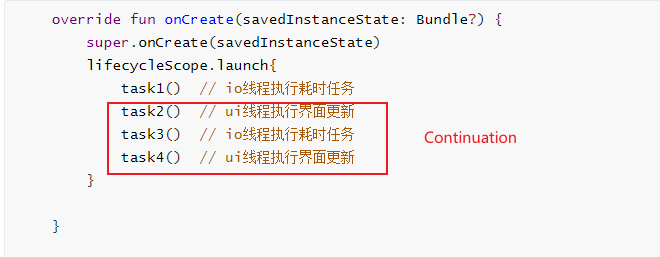 override fun onCreate(savedInstanceState: Bundle?) {
super.onCreate(savedInstanceState)
lifecycleScope.launch{
task1() // io线程执行耗时任务
task2() // ui线程执行界面更新
task3() // io线程执行耗时任务
Continuation
task4() // ui线程执行界面更新
}
}